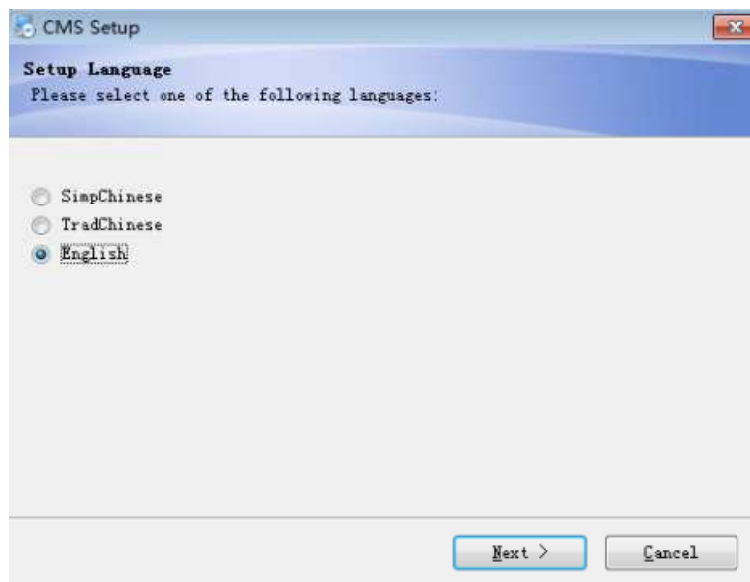 CMS Setup
Setup Language
Please select one of the following languages:
SimpChinese
TradChinese
English
Next >
Cancel